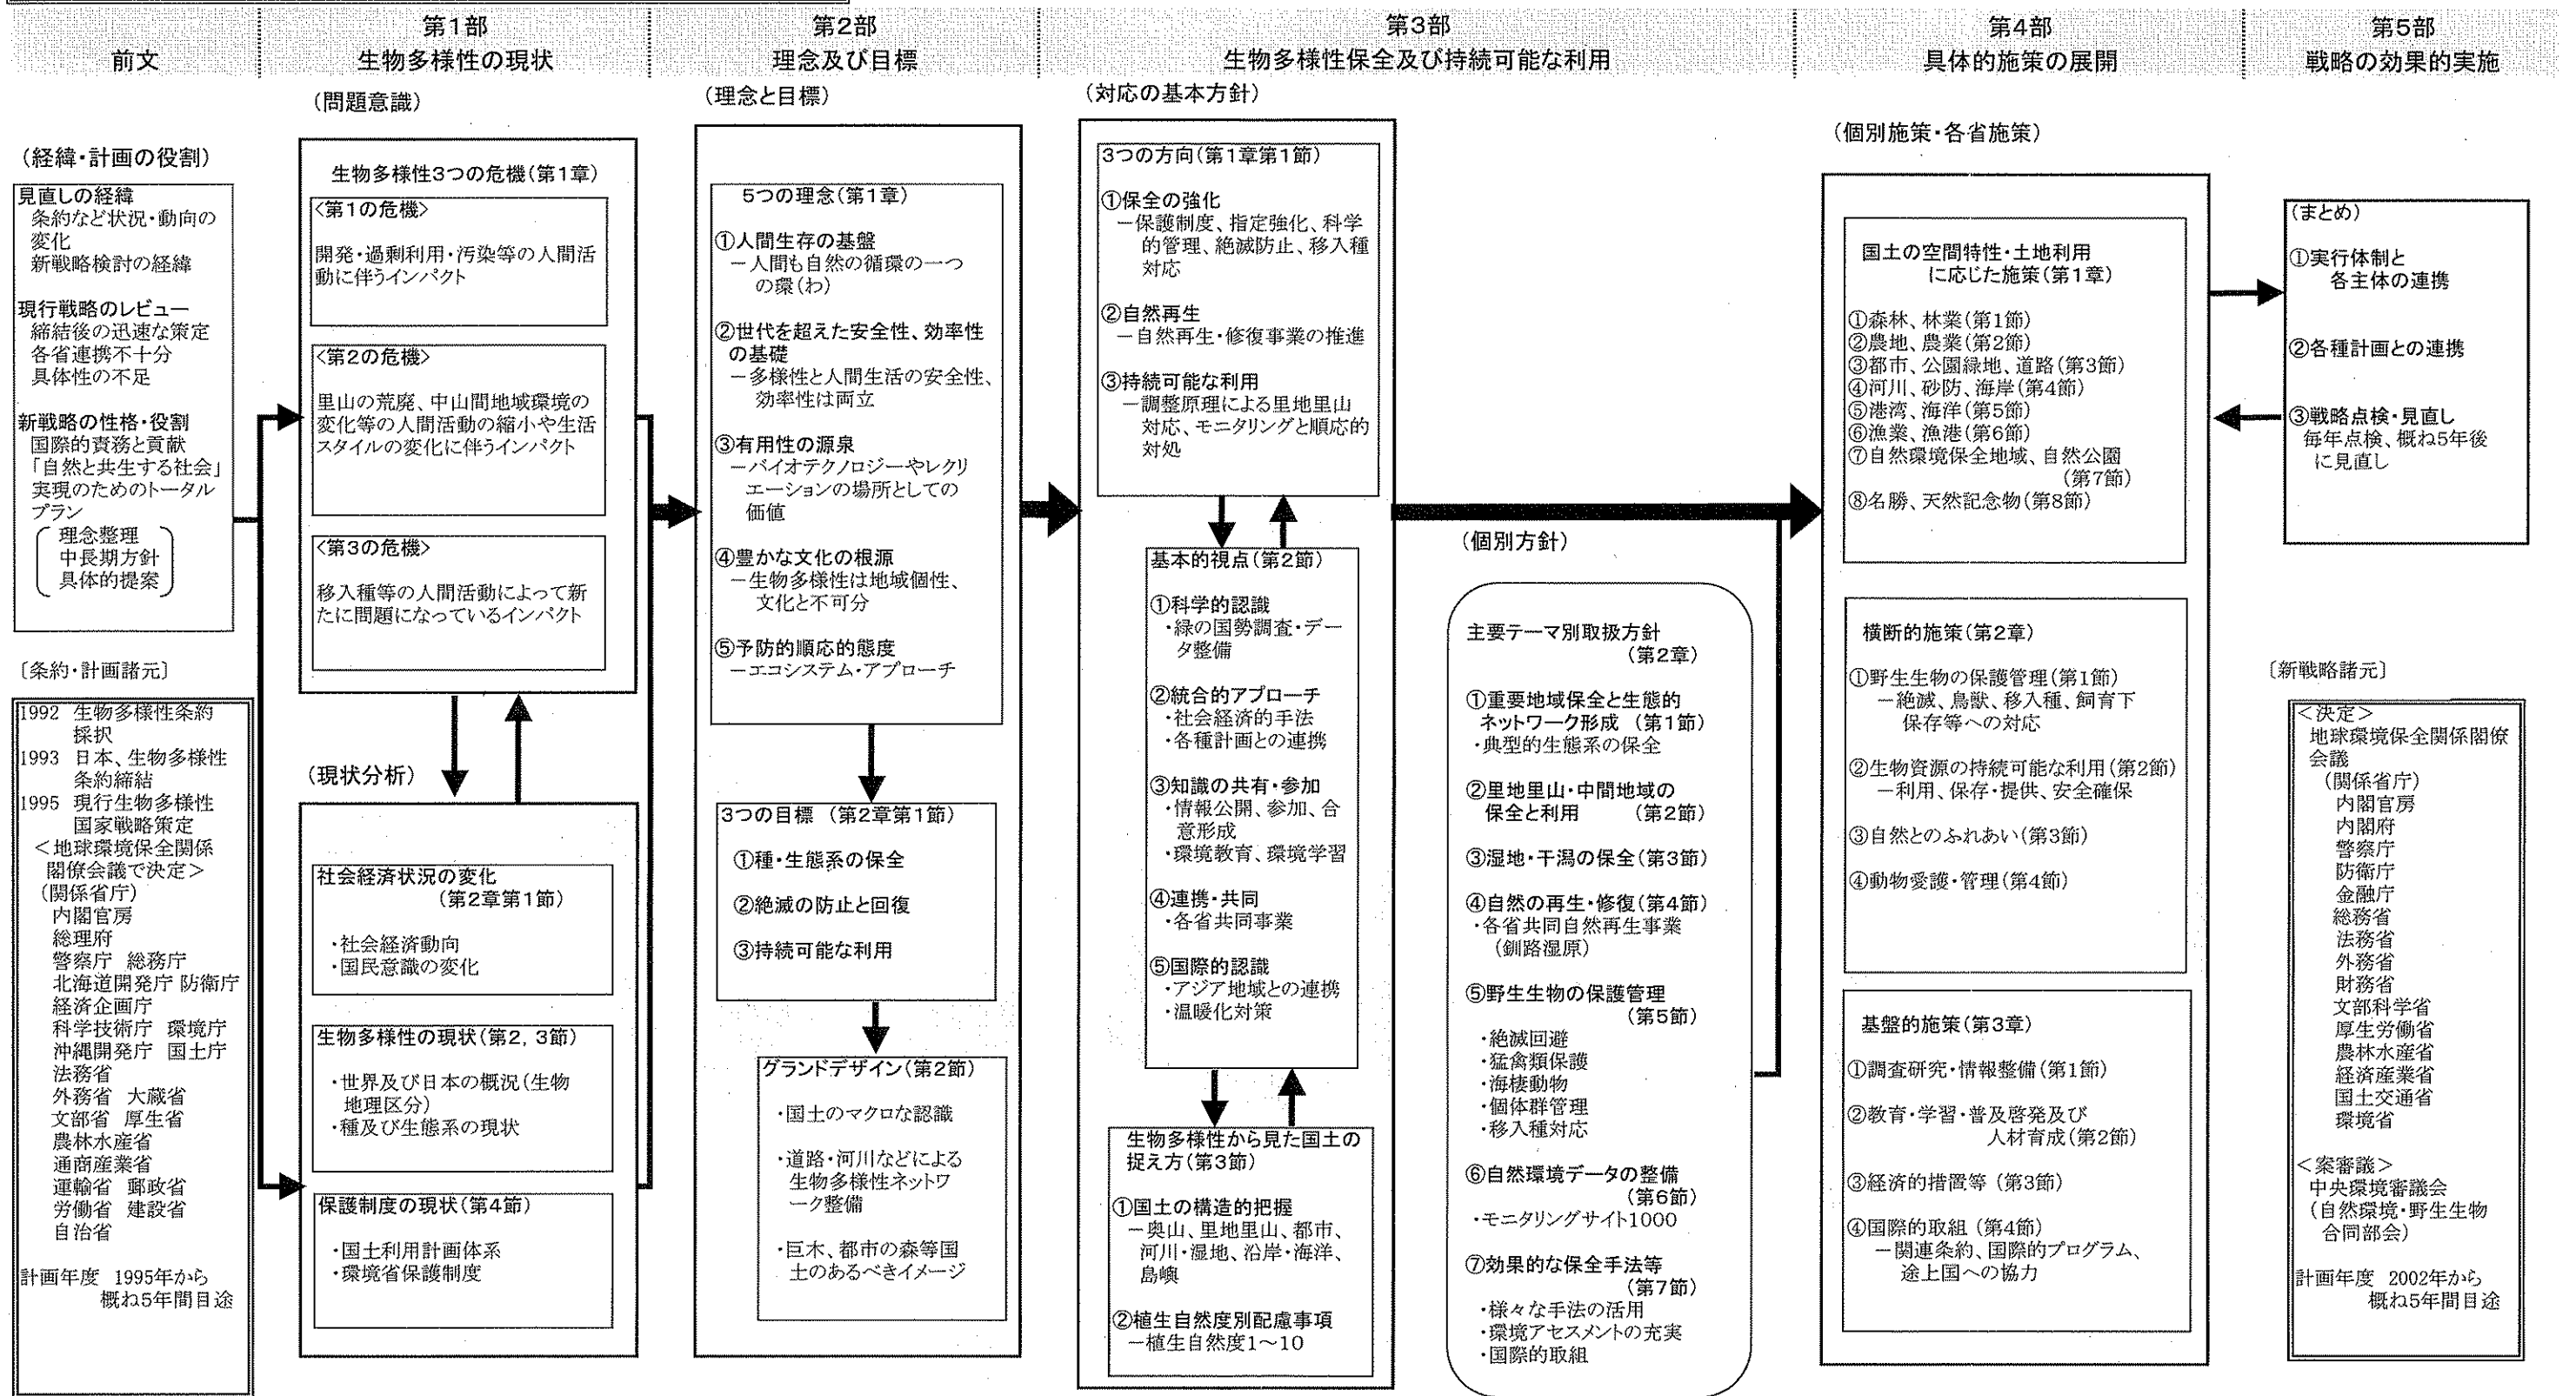 前文
(経緯・計画の役割)
見直しの経緯
条約など状況・動向の
変化
新戦略検討の経緯
現行戦略のレビュー
締結後の迅速な策定
各省連携不十分
具体性の不足
新戦略の性格・役割
国際的責務と貢献
「自然と共生する社会」
実現のためのトータル
プラン
理念整理
中長期方針
具体的提案
〔条約・計画諸元〕
1992 生物多様性条約
採択
1993 日本、生物多様性
条約締結
1995 現行生物多様性
国家戦略策定
<地球環境保全関係
閣僚会議で決定>
(関係省庁)
内閣官房
総理府
警察庁 総務庁
北海道開発庁 防衛庁
経済企画庁
科学技術庁 環境庁
沖縄開発庁 国土庁
法務省
外務省 大蔵省
文部省 厚生省
農林水産省
通商産業省
運輸省 郵政省
労働省 建設省
自治省
計画年度 1995年から
概ね5年間目途
第1部
生物多様性の現状
(問題意識)
生物多様性3つの危機(第1章)
<第1の危機>
開発・過剰利用・汚染等の人間活
動に伴うインパクト
<第2の危機>
里山の荒廃、中山間地域環境の
変化等の人間活動の縮小や生活
スタイルの変化に伴うインパクト
<第3の危機>
移入種等の人間活動によって新
たに問題になっているインパクト
(現状分析)
社会経済状況の変化
(第2章第1節)
・社会経済動向
・国民意識の変化
生物多様性の現状(第2, 3節)
・世界及び日本の概況(生物
地理区分)
・種及び生態系の現状
保護制度の現状(第4節)
・国土利用計画体系
・環境省保護制度
第2部
理念及び目標
(理念と目標)
5つの理念(第1章)
①人間生存の基盤
―人間も自然の循環の一つ
の環(わ)
②世代を超えた安全性、効率性
の基礎
―多様性と人間生活の安全性、
効率性は両立
③有用性の源泉
―バイオテクノロジーやレクリ
エーションの場所としての
価値
④豊かな文化の根源
―生物多様性は地域個性、
文化と不可分
⑤予防的順応的態度
―エコシステム・アプローチ
3つの目標 (第2章第1節)
①種・生態系の保全
②絶滅の防止と回復
③持続可能な利用
グランドデザイン(第2節)
・国土のマクロな認識
・道路・河川などによる
生物多様性ネットワ
ーク整備
・巨木、都市の森等国
土のあるべきイメージ
第3部
生物多様性保全及び持続可能な利用
(対応の基本方針)
3つの方向(第1章第1節)
①保全の強化
―保護制度、指定強化、科学
的管理、絶滅防止、移入種
対応
②自然再生
―自然再生・修復事業の推進
③持続可能な利用
―調整原理による里地里山
対応、モニタリングと順応的
対処
基本的視点(第2節)
①科学的認識
・緑の国勢調査・デー
タ整備
②統合的アプローチ
・社会経済的手法
・各種計画との連携
③知識の共有・参加
・情報公開、参加、合
意形成
・環境教育、環境学習
④連携・共同
・各省共同事業
⑤国際的認識
・アジア地域との連携
・温暖化対策
生物多様性から見た国土の
捉え方(第3節)
①国土の構造的把握
―奥山、里地里山、都市、
河川・湿地、沿岸・海洋、
島嶼
②植生自然度別配慮事項
―植生自然度1～10
(個別方針)
主要テーマ別取扱方針
(第2章)
①重要地域保全と生態的
ネットワーク形成 (第1節)
・典型的生態系の保全
②里地里山・中間地域の
保全と利用 (第2節)
③湿地・干潟の保全(第3節)
④自然の再生・修復(第4節)
・各省共同自然再生事業
(釧路湿原)
⑤野生生物の保護管理
(第5節)
・絶滅回避
・猛禽類保護
・海棲動物
・個体群管理
・移入種対応
⑥自然環境データの整備
(第6節)
・モニタリングサイト1000
⑦効果的な保全手法等
(第7節)
・様々な手法の活用
・環境アセスメントの充実
・国際的取組
第4部
具体的施策の展開
(個別施策・各省施策)
国土の空間特性・土地利用
に応じた施策(第1章)
①森林、林業(第1節)
②農地、農業(第2節)
③都市、公園緑地、道路(第3節)
④河川、砂防、海岸(第4節)
⑤港湾、海洋(第5節)
⑥漁業、漁港(第6節)
⑦自然環境保全地域、自然公園
(第7節)
⑧名勝、天然記念物(第8節)
横断的施策(第2章)
①野生生物の保護管理(第1節)
―絶滅、鳥獣、移入種、飼育下
保存等への対応
②生物資源の持続可能な利用(第2節)
―利用、保存・提供、安全確保
③自然とのふれあい(第3節)
④動物愛護・管理(第4節)
基盤的施策(第3章)
①調査研究・情報整備(第1節)
②教育・学習・普及啓発及び
人材育成(第2節)
③経済的措置等 (第3節)
④国際的取組 (第4節)
―関連条約、国際的プログラム、
途上国への協力
第5部
戦略の効果的実施
(まとめ)
①実行体制と
各主体の連携
②各種計画との連携
③戦略点検・見直し
毎年点検、概ね5年後
に見直し
〔新戦略諸元〕
<決定>
地球環境保全関係閣僚
会議
(関係省庁)
内閣官房
内閣府
警察庁
防衛庁
金融庁
総務省
法務省
外務省
財務省
文部科学省
厚生労働省
農林水産省
経済産業省
国土交通省
環境省
<案審議>
中央環境審議会
(自然環境・野生生物
合同部会)
計画年度 2002年から
概ね5年間目途